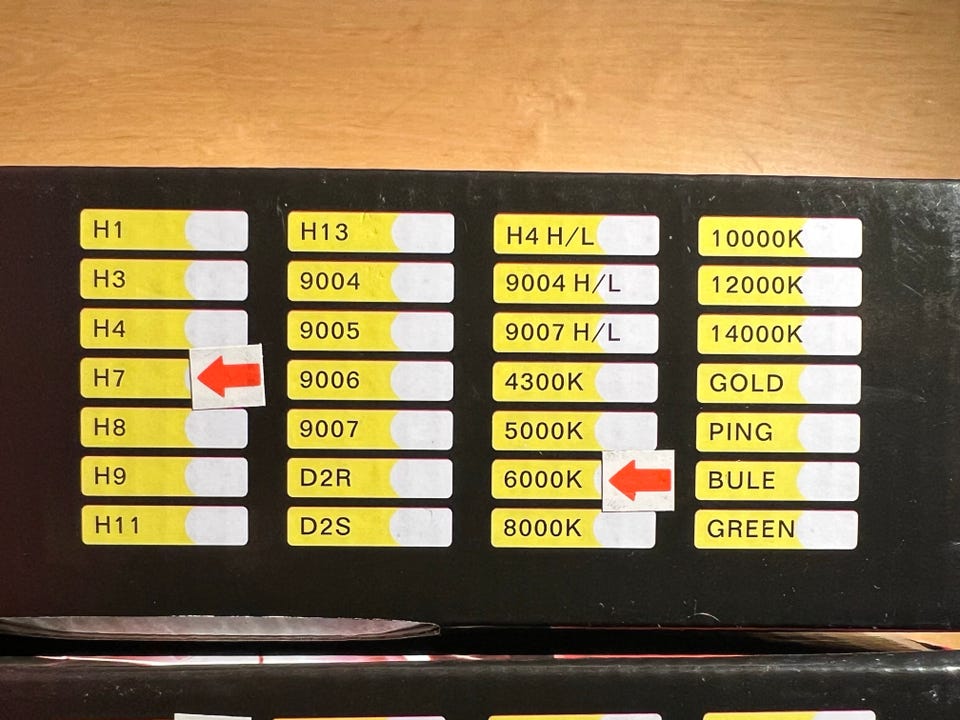 H1
H3
H4
H7
H8
H9
H11
H13
9004
9005
9006
9007
D2R
D2S
H4 H/L
9004 H/L
9007 H/L
4300K
5000K
6000K
8000K
10000K
12000K
14000K
GOLD
PING
BULE
GREEN